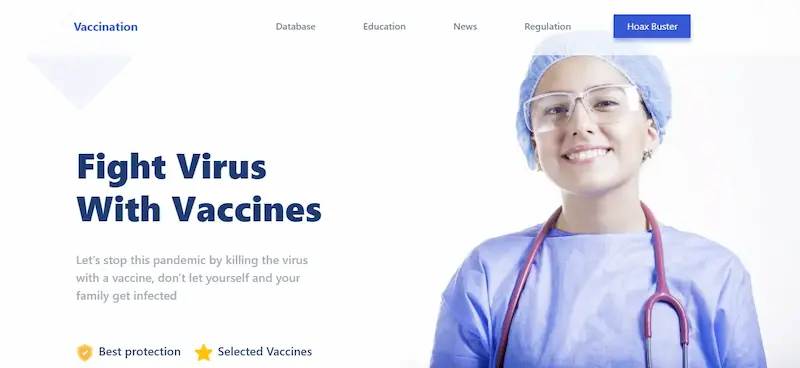 Vaccination
Database
Education
News
Regulation
Hoax Buster
Fight Virus
With Vaccines
Let's stop this pandemic by killing the virus
with a vaccine, don't let yourself and your
family get infected
Best protection
Selected Vaccines